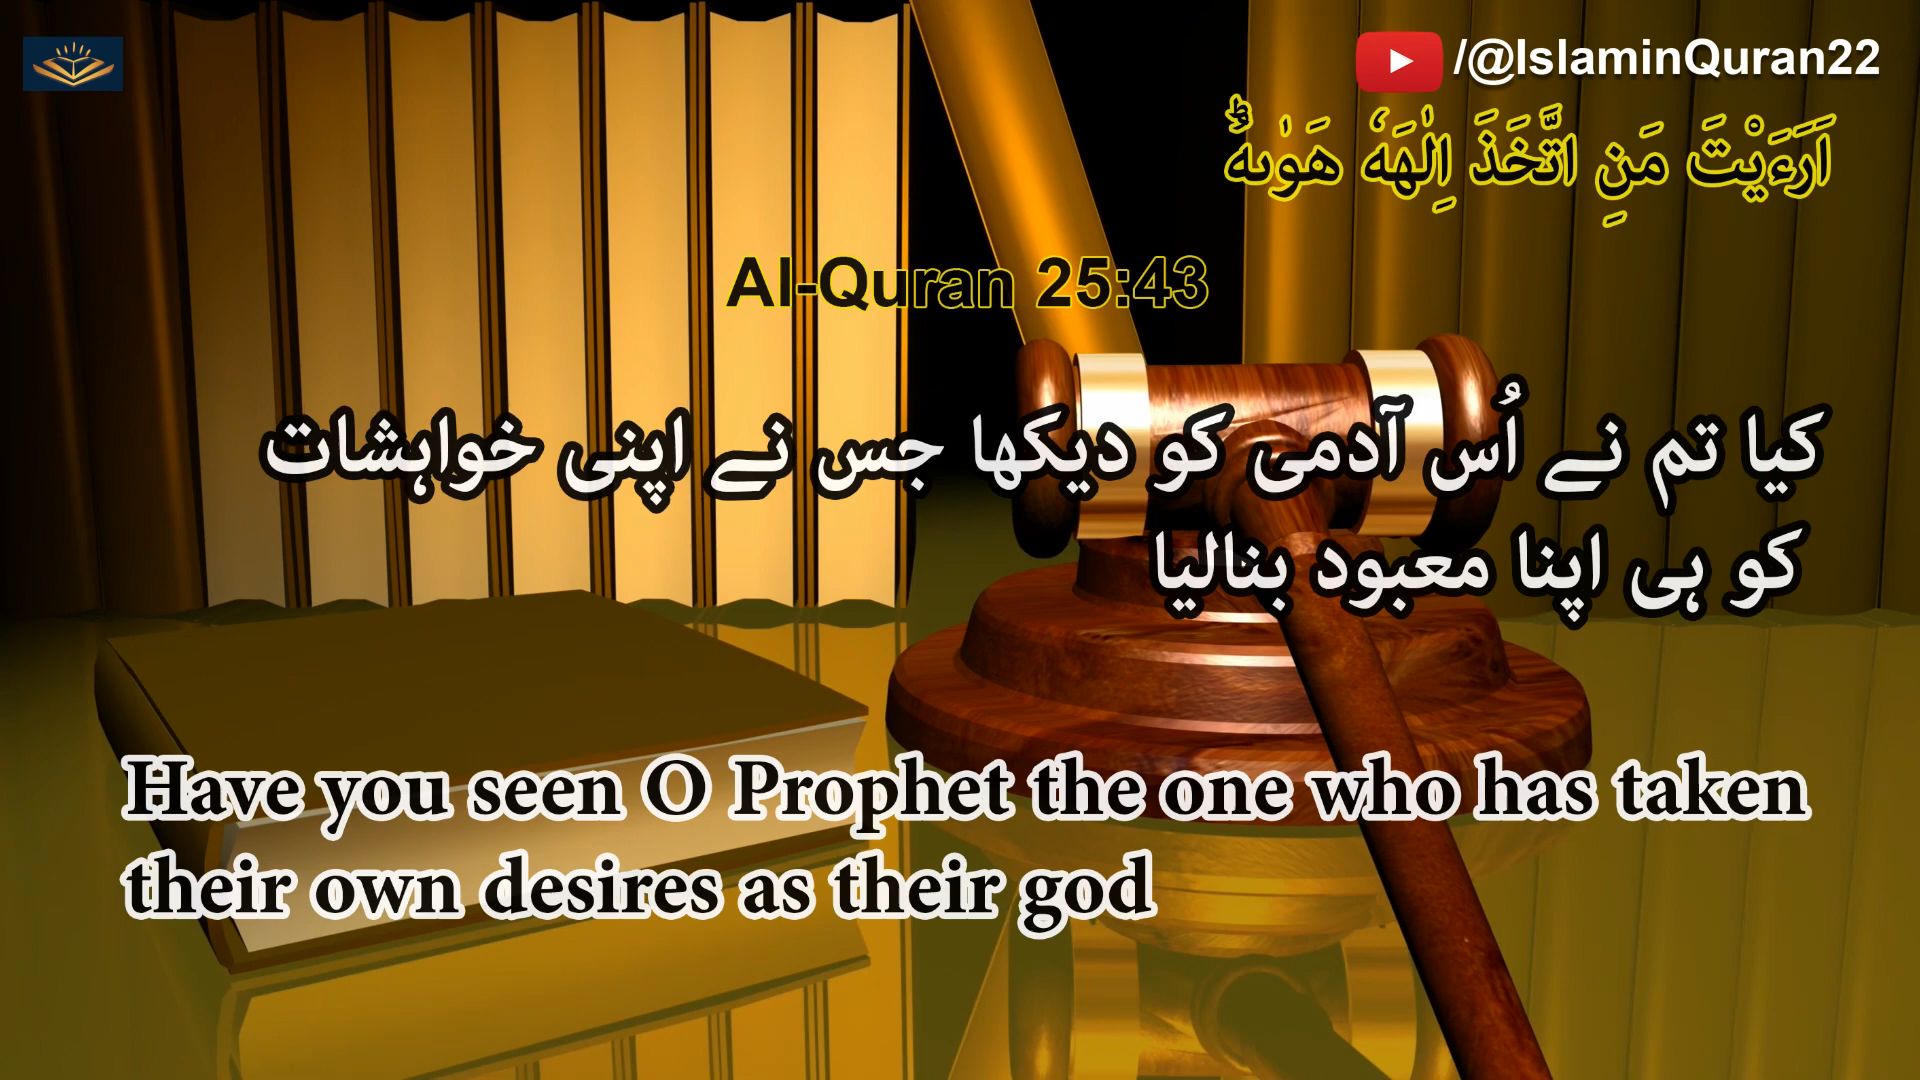 /@IslaminQuran22
اَرَءَیْتَ مَنِ اتَّخَذَ اِلٰهَهٗ هَوٰىهُؕ
Al-Quran 25:43
کیا تم نے اُس آدمی کو دیکھا جس نے اپنی خواہشات
کو ہی اپنا معبود بنالیا
Have you seen O Prophet the one who has taken
their own desires as their god